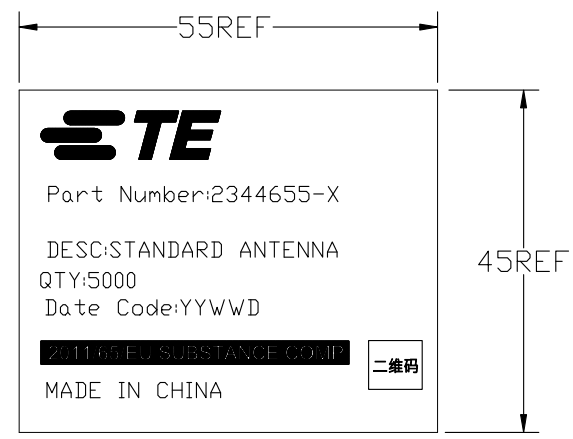 55REF
TE
Part Number:2344655-X
45REF
DESC:STANDARD ANTENNA
QTY:5000
Date Code:YYWWD
2011/65/EU SUBSTANCE COMP
二维码
MADE IN CHINA